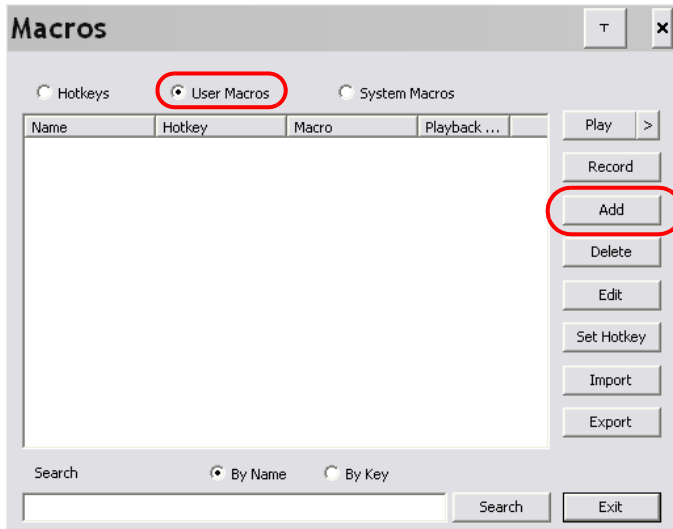 Macros T ×
Hotkeys User Macros System Macros
Name Hotkey Macro Playback ...
Play >
Record
Add
Delete
Edit
Set Hotkey
Import
Export
Search By Name By Key
Search Exit